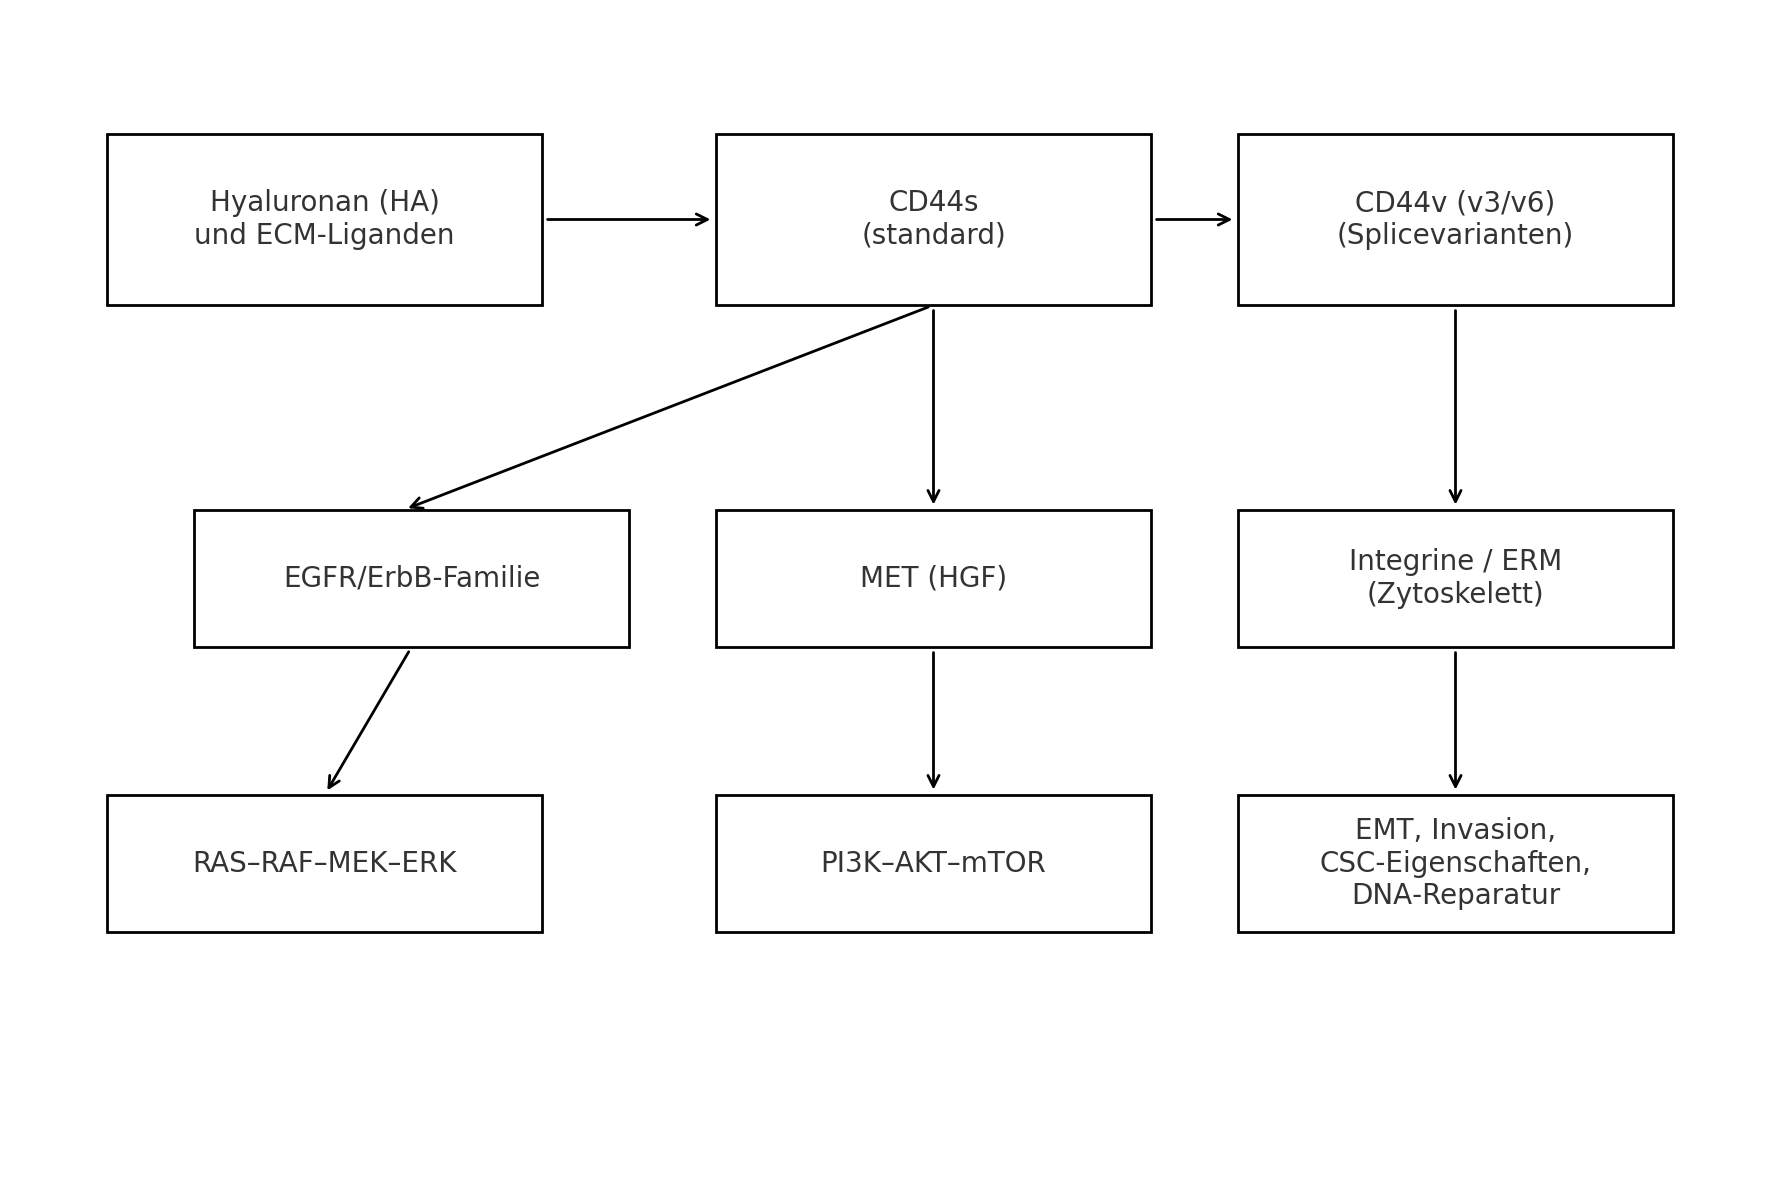 Hyaluronan (HA)
und ECM-Liganden
CD44s
(standard)
CD44v (v3/v6)
(Splicevarianten)
EGFR/ErbB-Familie
MET (HGF)
Integrine / ERM
(Zytoskelett)
RAS–RAF–MEK–ERK
PI3K–AKT–mTOR
EMT, Invasion,
CSC-Eigenschaften,
DNA-Reparatur